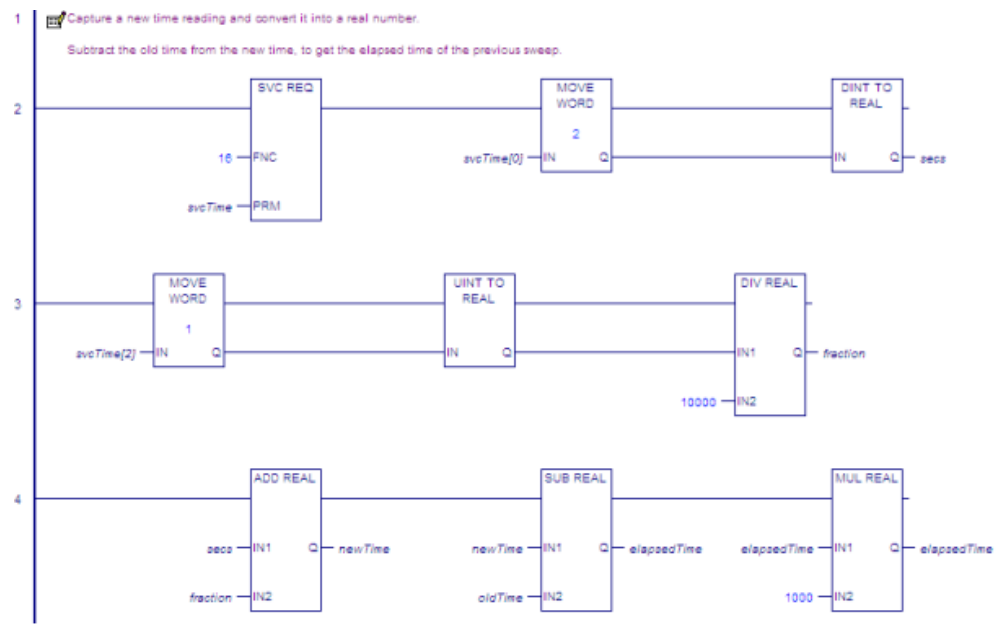 1
Capture a new time reading and convert it into a real number.
Subtract the old time from the new time, to get the elapsed time of the previous sweep.
2
SVC REQ
16 FNC
svcTime PRM
MOVE
WORD
2
svcTime[0] IN Q
DINT TO
REAL
IN Q secs
3
MOVE
WORD
1
svcTime[2] IN Q
UINT TO
REAL
IN Q
DIV REAL
IN1 Q fraction
10000 IN2
4
ADD REAL
secs IN1 Q newTime
fraction IN2
SUB REAL
newTime IN1 Q elapsedTime
oldTime IN2
MUL REAL
elapsedTime IN1 Q elapsedTime
1000 IN2